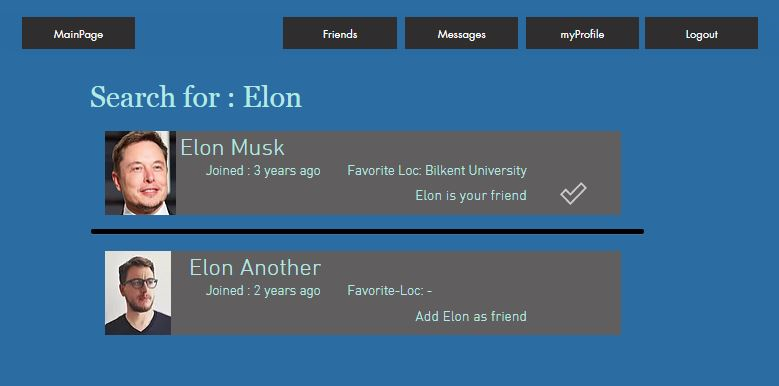 MainPage Friends Messages myProfile Logout
Search for : Elon
Elon Musk
Joined : 3 years ago Favorite Loc: Bilkent University
Elon is your friend
Elon Another
Joined : 2 years ago Favorite-Loc: -
Add Elon as friend